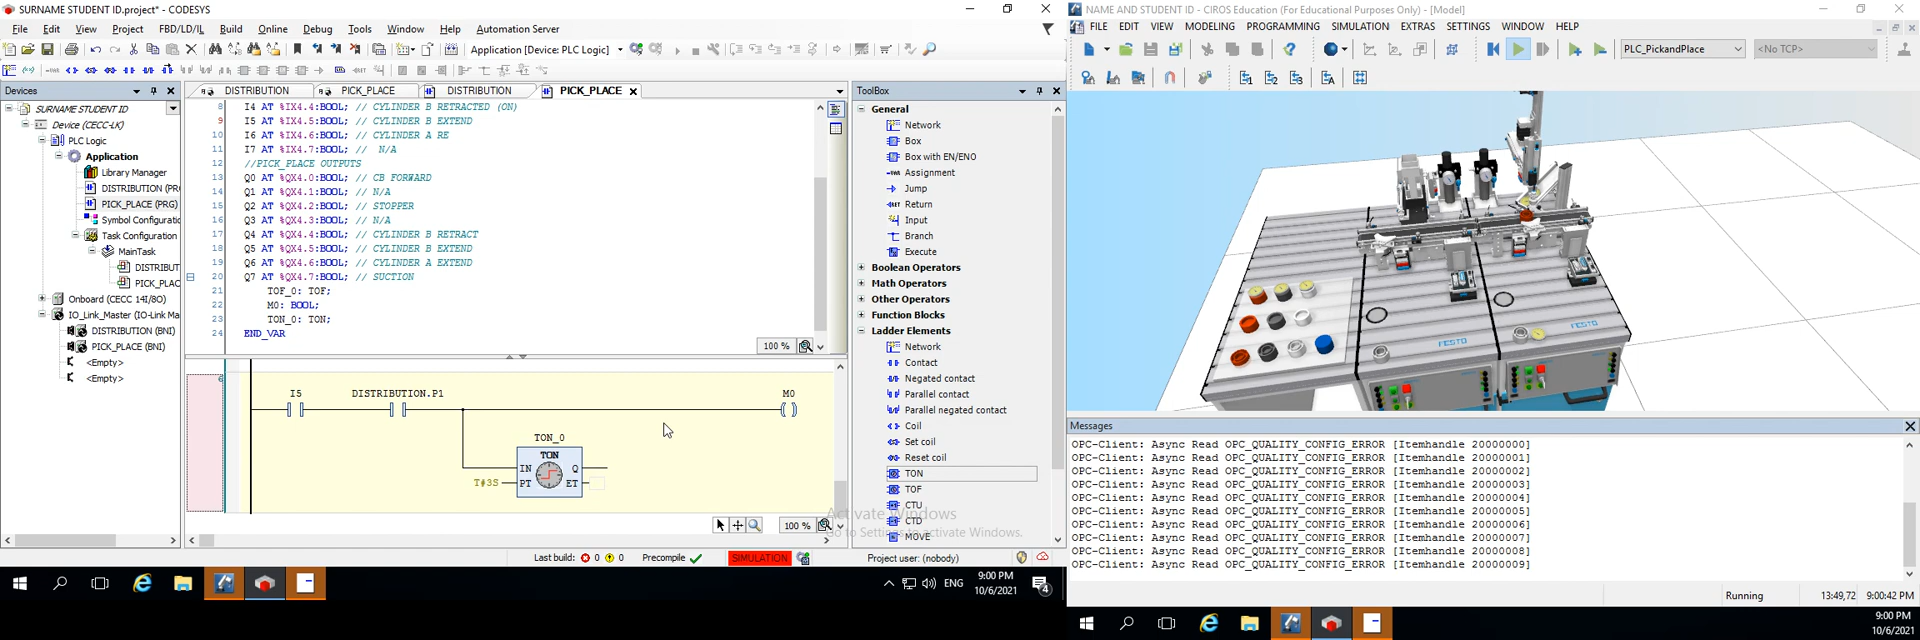 SURNAME STUDENT ID.project* - CODESYS
File Edit View Project FBD/LD/IL Build Online Debug Tools Window Help Automation Server
Application [Device: PLC Logic]
Devices
SURNAME STUDENT ID
Device (CECC-LK)
PLC Logic
Application
Library Manager
DISTRIBUTION (PR
PICK_PLACE (PRG)
Symbol Configuratio
Task Configuration
MainTask
DISTRIBUT
PICK_PLAC
Onboard (CECC 14I/8O)
IO_Link_Master (IO-Link Ma
DISTRIBUTION (BNI)
PICK_PLACE (BNI)
<Empty>
<Empty>
DISTRIBUTION PICK_PLACE DISTRIBUTION PICK_PLACE
8 I4 AT %IX4.4:BOOL; // CYLINDER B RETRACTED (ON)
9 I5 AT %IX4.5:BOOL; // CYLINDER B EXTEND
10 I6 AT %IX4.6:BOOL; // CYLINDER A RE
11 I7 AT %IX4.7:BOOL; // N/A
12 //PICK_PLACE OUTPUTS
13 Q0 AT %QX4.0:BOOL; // CB FORWARD
14 Q1 AT %QX4.1:BOOL; // N/A
15 Q2 AT %QX4.2:BOOL; // STOPPER
16 Q3 AT %QX4.3:BOOL; // N/A
17 Q4 AT %QX4.4:BOOL; // CYLINDER B RETRACT
18 Q5 AT %QX4.5:BOOL; // CYLINDER B EXTEND
19 Q6 AT %QX4.6:BOOL; // CYLINDER A EXTEND
20 Q7 AT %QX4.7:BOOL; // SUCTION
21 TOF_0: TOF;
22 M0: BOOL;
23 TON_0: TON;
24 END_VAR
100 %
6
I5 DISTRIBUTION.P1 M0
TON_0
TON
IN Q
T#3S PT ET
100 %
ToolBox
General
Network
Box
Box with EN/ENO
Assignment
Jump
Return
Input
Branch
Execute
Boolean Operators
Math Operators
Other Operators
Function Blocks
Ladder Elements
Network
Contact
Negated contact
Parallel contact
Parallel negated contact
Coil
Set coil
Reset coil
TON
TOF
CTU
CTD
MOVE
Activate Windows
Go to Settings to activate Windows.
Last build: 0 0 Precompile SIMULATION Project user: (nobody)
ENG
9:00 PM
10/6/2021
4
NAME AND STUDENT ID - CIROS Education (For Educational Purposes Only) - [Model]
FILE EDIT VIEW MODELING PROGRAMMING SIMULATION EXTRAS SETTINGS WINDOW HELP
PLC_PickandPlace <No TCP>
FESTO
FESTO
Messages
OPC-Client: Async Read OPC_QUALITY_CONFIG_ERROR [Itemhandle 20000000]
OPC-Client: Async Read OPC_QUALITY_CONFIG_ERROR [Itemhandle 20000001]
OPC-Client: Async Read OPC_QUALITY_CONFIG_ERROR [Itemhandle 20000002]
OPC-Client: Async Read OPC_QUALITY_CONFIG_ERROR [Itemhandle 20000003]
OPC-Client: Async Read OPC_QUALITY_CONFIG_ERROR [Itemhandle 20000004]
OPC-Client: Async Read OPC_QUALITY_CONFIG_ERROR [Itemhandle 20000005]
OPC-Client: Async Read OPC_QUALITY_CONFIG_ERROR [Itemhandle 20000006]
OPC-Client: Async Read OPC_QUALITY_CONFIG_ERROR [Itemhandle 20000007]
OPC-Client: Async Read OPC_QUALITY_CONFIG_ERROR [Itemhandle 20000008]
OPC-Client: Async Read OPC_QUALITY_CONFIG_ERROR [Itemhandle 20000009]
Running 13:49,72 9:00:42 PM
9:00 PM
10/6/2021